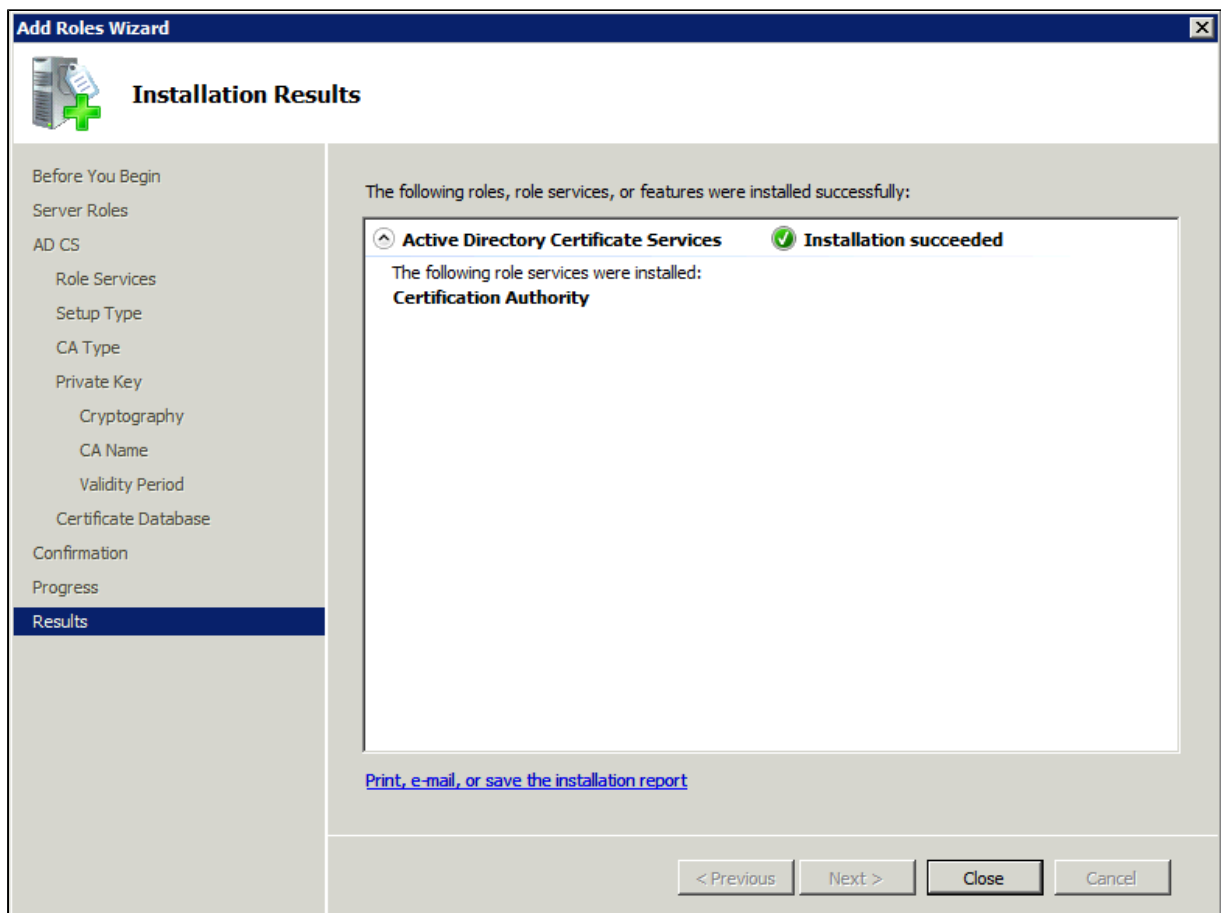 Add Roles Wizard
Installation Results
Before You Begin
Server Roles
AD CS
Role Services
Setup Type
CA Type
Private Key
Cryptography
CA Name
Validity Period
Certificate Database
Confirmation
Progress
Results
The following roles, role services, or features were installed successfully:
Active Directory Certificate Services Installation succeeded
The following role services were installed:
Certification Authority
Print, e-mail, or save the installation report
< Previous Next > Close Cancel